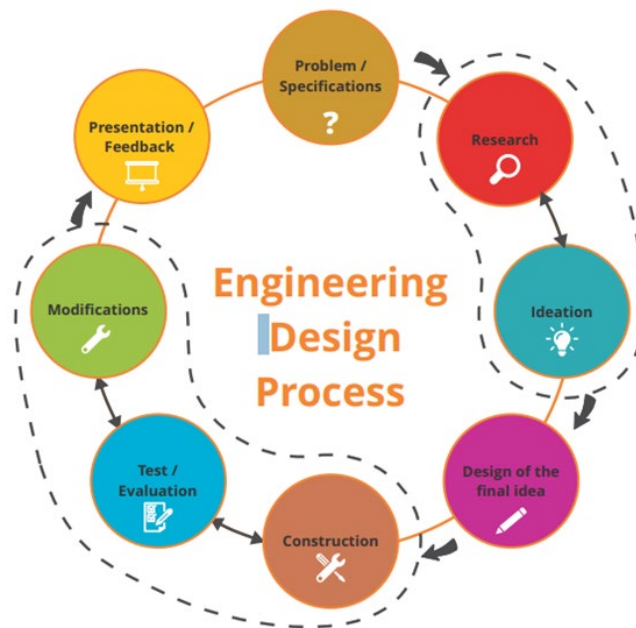 Engineering
Design
Process
Problem /
Specifications
?
Research
Ideation
Design of the
final idea
Construction
Test /
Evaluation
Modifications
Presentation /
Feedback